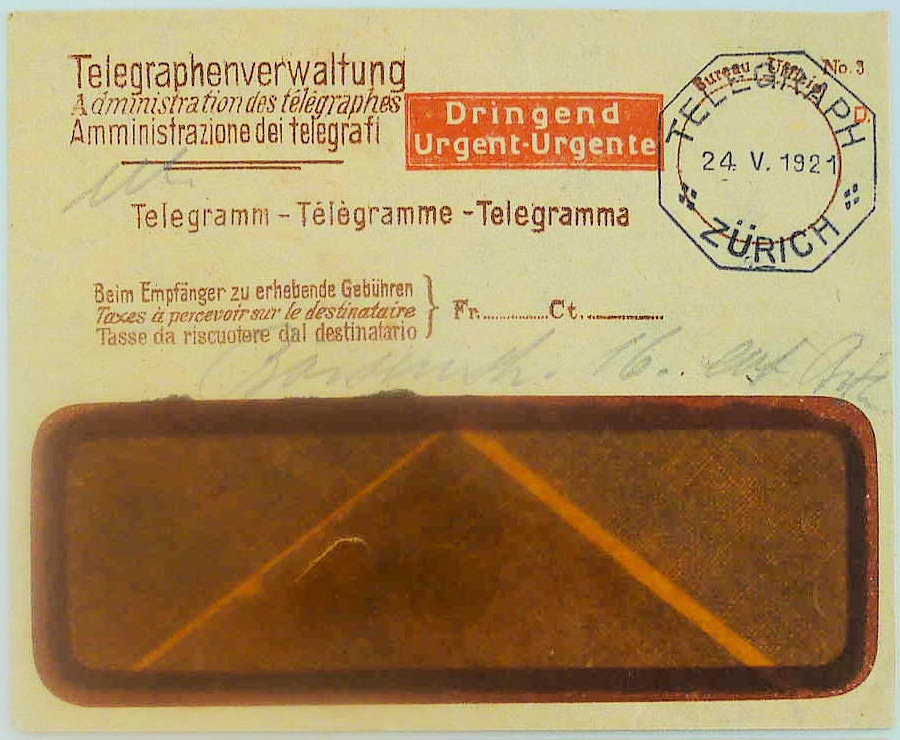 Telegraphenverwaltung
Administration des télégraphes
Amministrazione dei telegrafi
Dringend
Urgent-Urgente
Bureau No. 3
TELEGRAPH
24. V. 1921
ZÜRICH
D
Telegramm - Télégramme - Telegramma
Beim Empfänger zu erhebende Gebühren
Taxes à percevoir sur le destinataire
Tasse da riscuotere dal destinatario
Fr.............Ct...............
16.